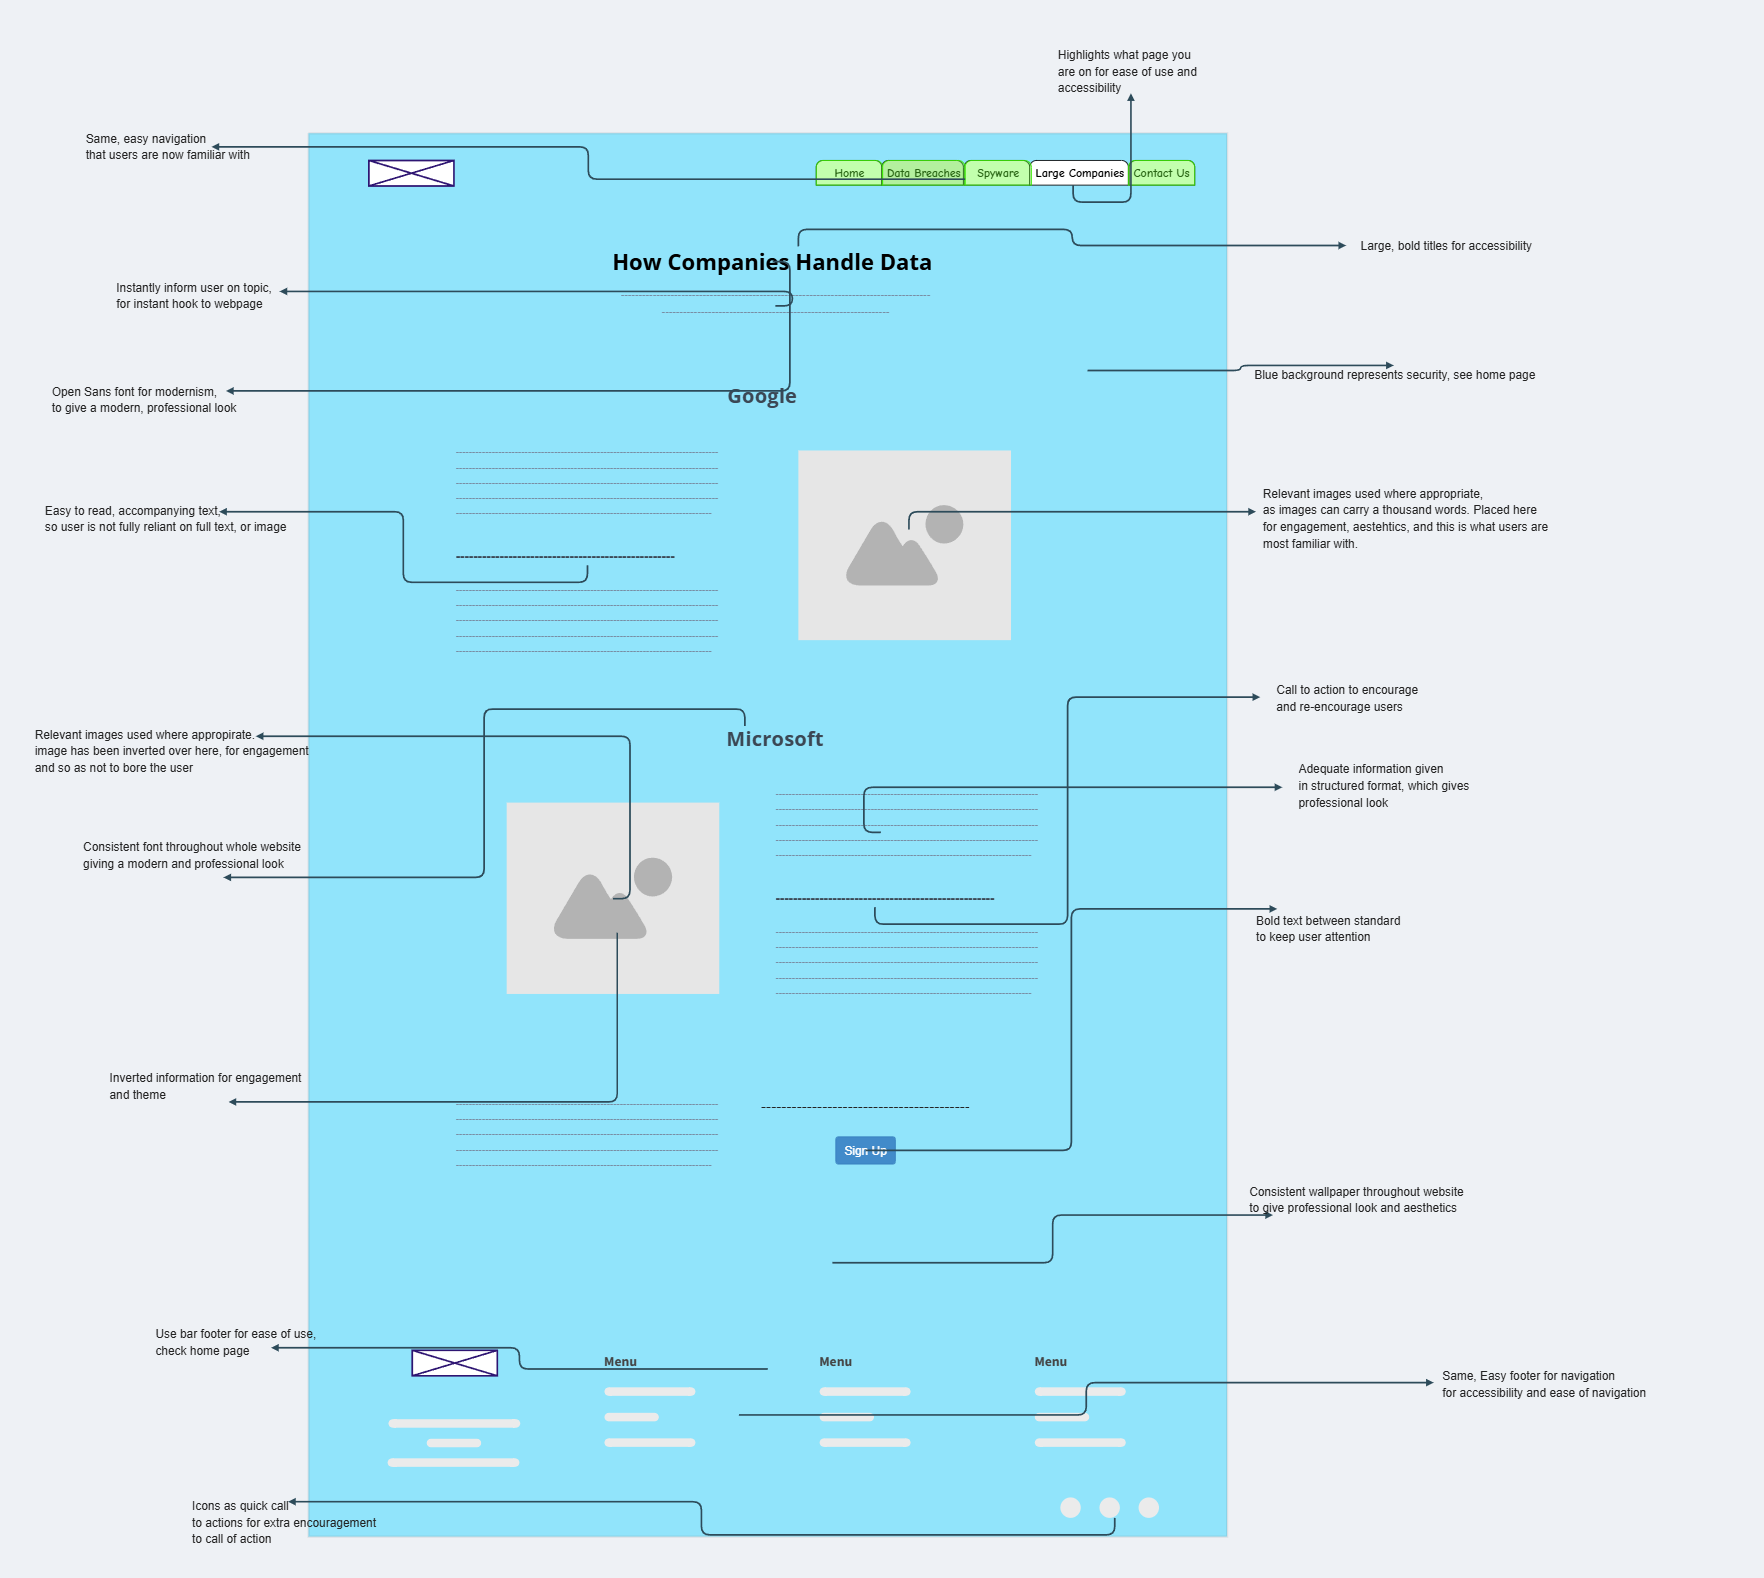 Highlights what page you
are on for ease of use and
accessibility
Same, easy navigation
that users are now familiar with
Home
Data Breaches
Spyware
Large Companies
Contact Us
Large, bold titles for accessibility
How Companies Handle Data
Instantly inform user on topic,
for instant hook to webpage
Blue background represents security, see home page
Open Sans font for modernism,
to give a modern, professional look
Google
Relevant images used where appropriate,
as images can carry a thousand words. Placed here
for engagement, aestehtics, and this is what users are
most familiar with.
Easy to read, accompanying text,
so user is not fully reliant on full text, or image
Call to action to encourage
and re-encourage users
Relevant images used where appropirate.
image has been inverted over here, for engagement
and so as not to bore the user
Microsoft
Adequate information given
in structured format, which gives
professional look
Consistent font throughout whole website
giving a modern and professional look
Bold text between standard
to keep user attention
Inverted information for engagement
and theme
Sign Up
Consistent wallpaper throughout website
to give professional look and aesthetics
Use bar footer for ease of use,
check home page
Menu
Menu
Menu
Same, Easy footer for navigation
for accessibility and ease of navigation
Icons as quick call
to actions for extra encouragement
to call of action